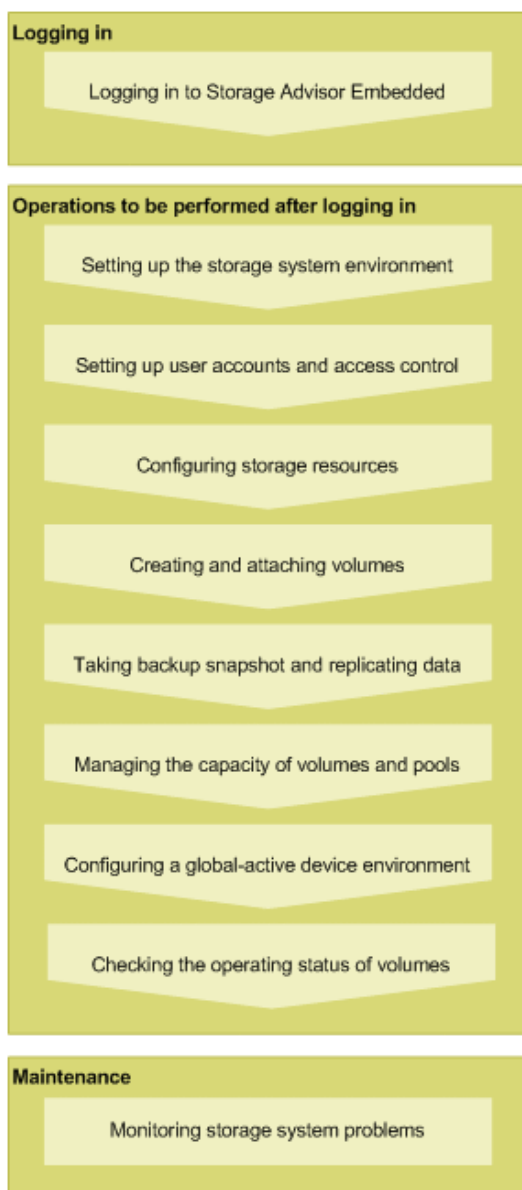 Logging in
Logging in to Storage Advisor Embedded
Operations to be performed after logging in
Setting up the storage system environment
Setting up user accounts and access control
Configuring storage resources
Creating and attaching volumes
Taking backup snapshot and replicating data
Managing the capacity of volumes and pools
Configuring a global-active device environment
Checking the operating status of volumes
Maintenance
Monitoring storage system problems